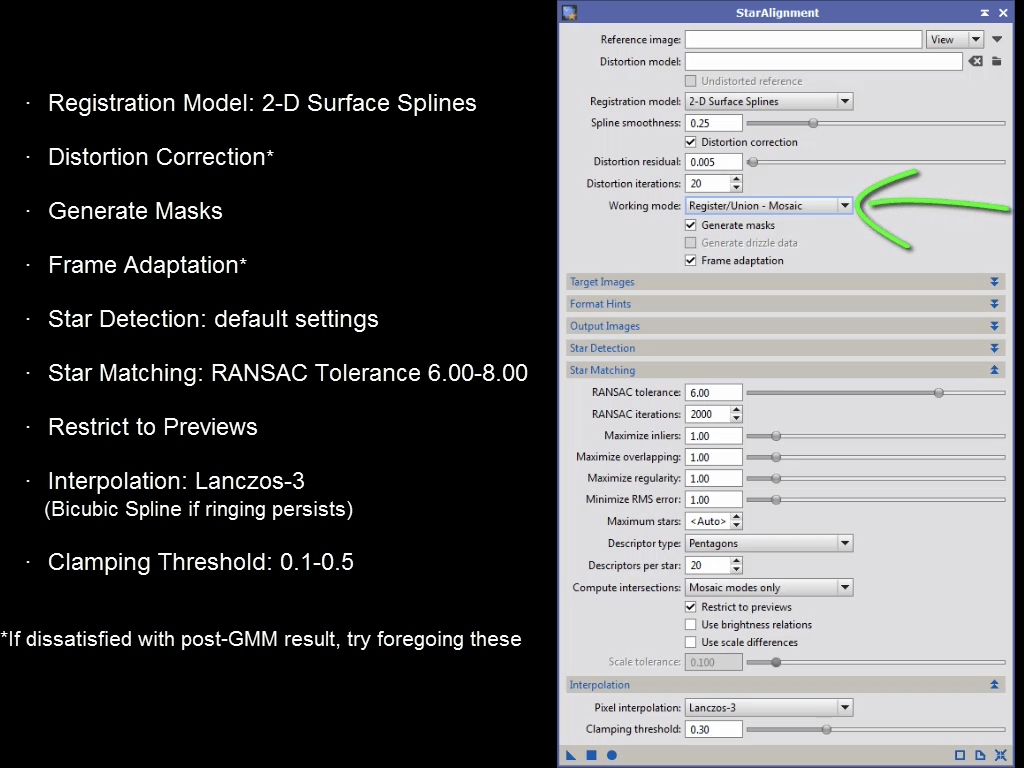 · Registration Model: 2-D Surface Splines
· Distortion Correction*
· Generate Masks
· Frame Adaptation*
· Star Detection: default settings
· Star Matching: RANSAC Tolerance 6.00-8.00
· Restrict to Previews
· Interpolation: Lanczos-3
(Bicubic Spline if ringing persists)
· Clamping Threshold: 0.1-0.5
*If dissatisfied with post-GMM result, try foregoing these
StarAlignment
Reference image: View
Distortion model:
Undistorted reference
Registration model: 2-D Surface Splines
Spline smoothness: 0.25
Distortion correction
Distortion residual: 0.005
Distortion iterations: 20
Working mode: Register/Union - Mosaic
Generate masks
Generate drizzle data
Frame adaptation
Target Images
Format Hints
Output Images
Star Detection
Star Matching
RANSAC tolerance: 6.00
RANSAC iterations: 2000
Maximize inliers: 1.00
Maximize overlapping: 1.00
Maximize regularity: 1.00
Minimize RMS error: 1.00
Maximum stars: <Auto>
Descriptor type: Pentagons
Descriptors per star: 20
Compute intersections: Mosaic modes only
Restrict to previews
Use brightness relations
Use scale differences
Scale tolerance: 0.100
Interpolation
Pixel interpolation: Lanczos-3
Clamping threshold: 0.30